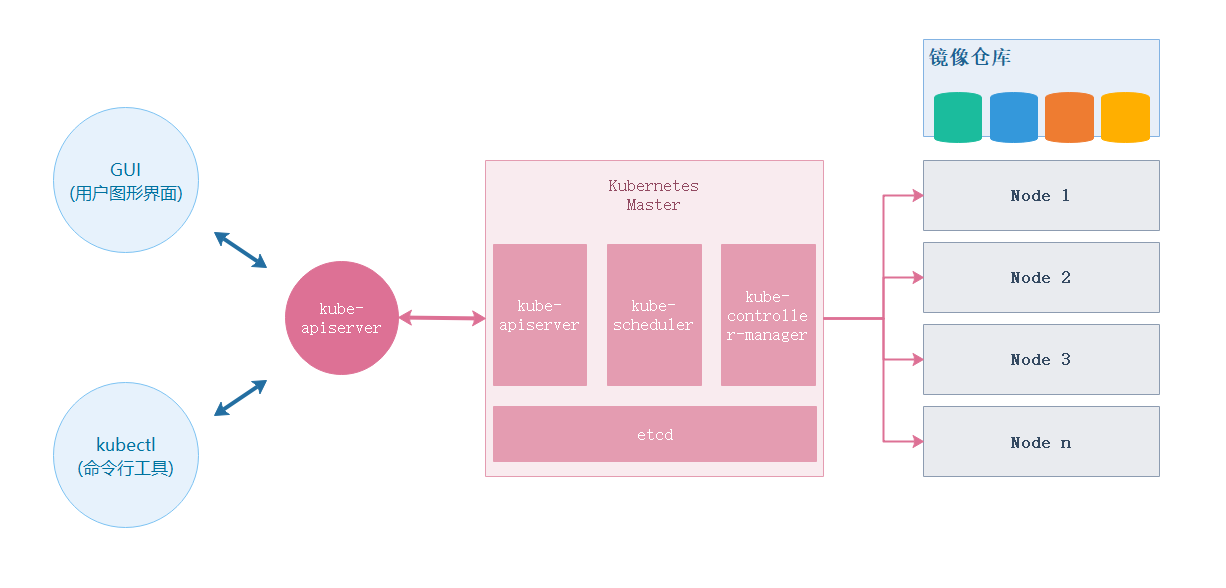 GUI
(用户图形界面)
kubectl
(命令行工具)
kube-
apiserver
Kubernetes
Master
kube-
apiserver
kube-
scheduler
kube-
controlle
r-manager
etcd
镜像仓库
Node 1
Node 2
Node 3
Node n